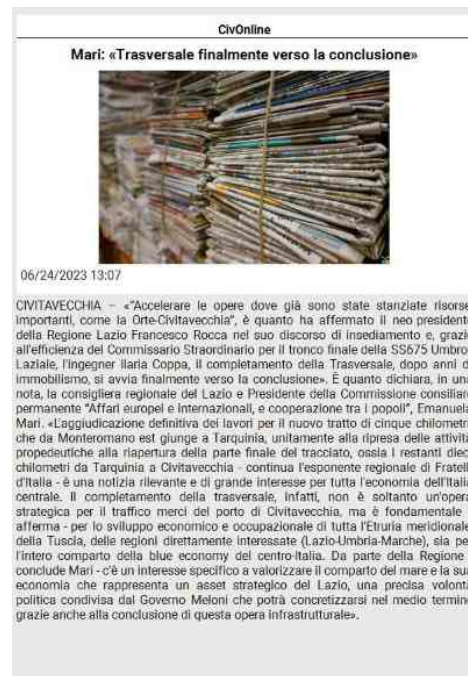 CivOnline
Mari: «Trasversale finalmente verso la conclusione»
06/24/2023 13:07
CIVITAVECCHIA – «"Accelerare le opere dove già sono state stanziate risorse
importanti, come la Orte-Civitavecchia", è quanto ha affermato il neo presidente
della Regione Lazio Francesco Rocca nel suo discorso di insediamento e, grazie
all'efficienza del Commissario Straordinario per il tronco finale della SS675 Umbro-
Laziale, l'ingegner Ilaria Coppa, il completamento della Trasversale, dopo anni d
immobilismo, si avvia finalmente verso la conclusione». È quanto dichiara, in una
nota, la consigliera regionale del Lazio e Presidente della Commissione consiliare
permanente "Affari europei e internazionali, e cooperazione tra i popoli", Emanuela
Mari. «L'aggiudicazione definitiva dei lavori per il nuovo tratto di cinque chilometri
che da Monteromano est giunge a Tarquinia, unitamente alla ripresa delle attività
propedeutiche alla riapertura della parte finale del tracciato, ossia i restanti dieci
chilometri da Tarquinia a Civitavecchia - continua l'esponente regionale di Fratelli
d'Italia - è una notizia rilevante e di grande interesse per tutta l'economia dell'Italia
centrale. Il completamento della trasversale, infatti, non è soltanto un'opera
strategica per il traffico merci del porto di Civitavecchia, ma è fondamentale
afferma - per lo sviluppo economico e occupazionale di tutta l'Etruria meridionale,
della Tuscia, delle regioni direttamente interessate (Lazio-Umbria-Marche), sia per
l'intero comparto della blue economy del centro-Italia. Da parte della Regione
conclude Mari - c'è un interesse specifico a valorizzare il comparto del mare e la sua
economia che rappresenta un asset strategico del Lazio, una precisa volontà
politica condivisa dal Governo Meloni che potrà concretizzarsi nel medio termine
grazie anche alla conclusione di questa opera infrastrutturale».